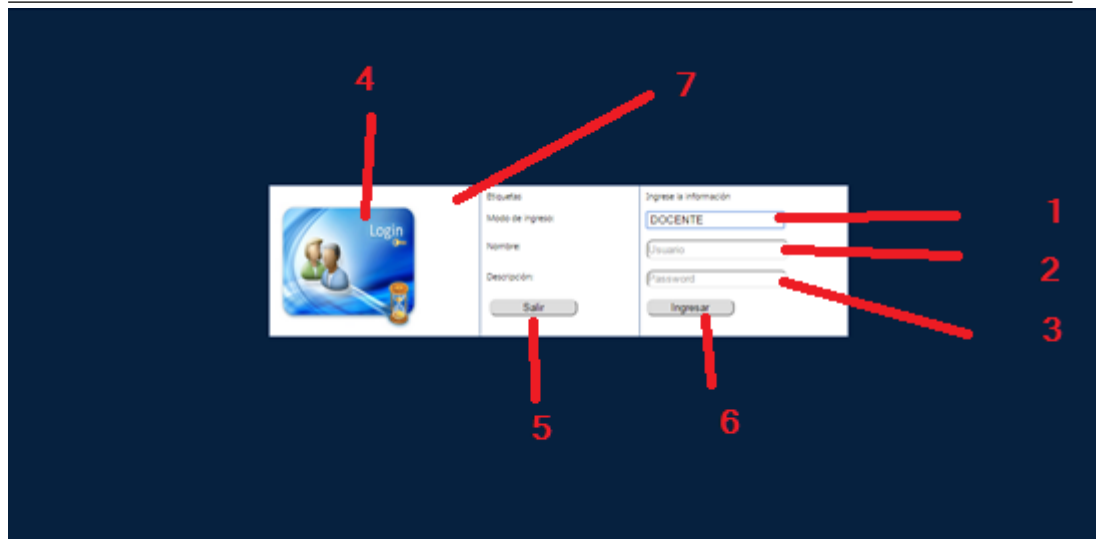 4
7
Etiquetas
Ingrese la información
Login
Modo de ingreso:
DOCENTE
1
Nombre:
Usuario
2
Descripción:
Password
3
Salir
Ingresar
5
6